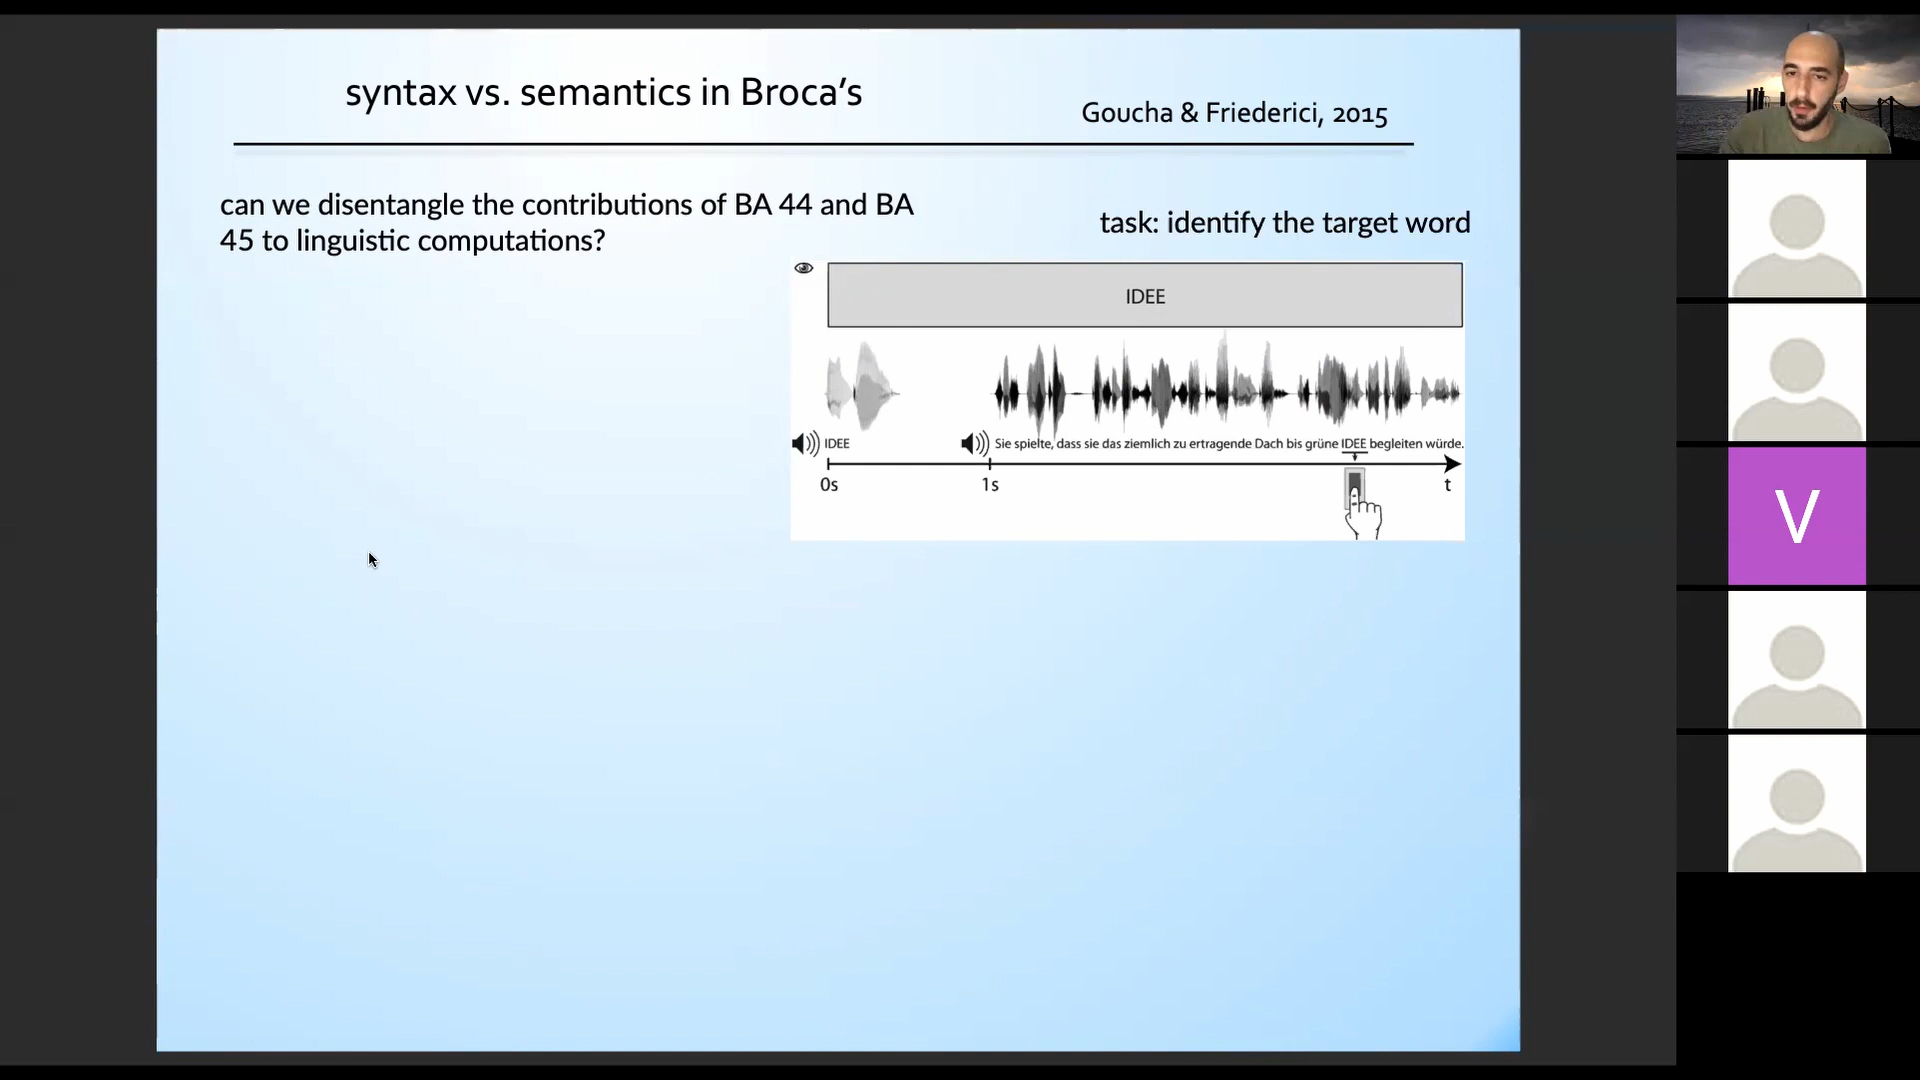 syntax vs. semantics in Broca’s
Goucha & Friederici, 2015
can we disentangle the contributions of BA 44 and BA
45 to linguistic computations?
task: identify the target word
IDEE
IDEE
Sie spielte, dass sie das ziemlich zu ertragende Dach bis grüne IDEE begleiten würde.
0s
1s
t
V